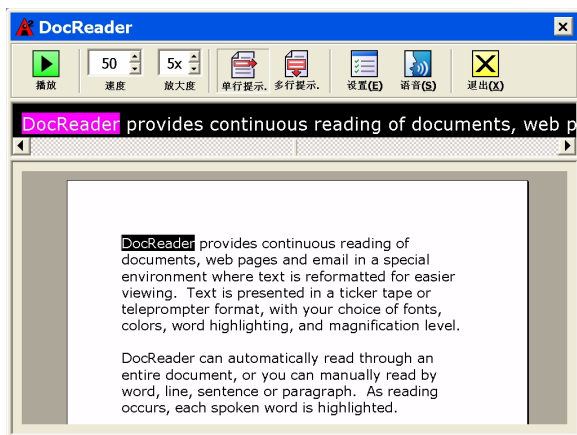 DocReader
50 5x
播放 速度 放大度 单行提示. 多行提示. 设置(E) 语音(S) 退出(X)
DocReader provides continuous reading of documents, web p
DocReader provides continuous reading of
documents, web pages and email in a special
environment where text is reformatted for easier
viewing.  Text is presented in a ticker tape or
teleprompter format, with your choice of fonts,
colors, word highlighting, and magnification level.
DocReader can automatically read through an
entire document, or you can manually read by
word, line, sentence or paragraph.  As reading
occurs, each spoken word is highlighted.